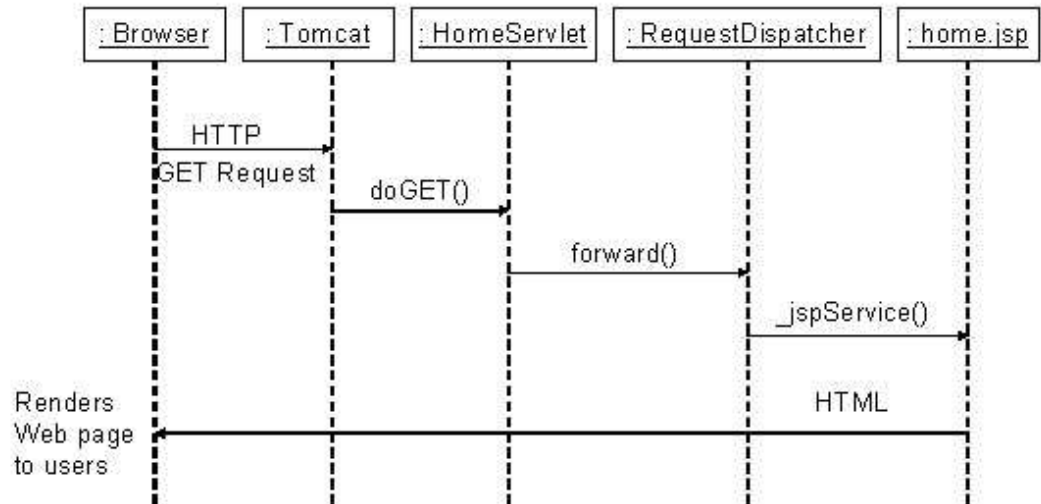 : Browser
: Tomcat
: HomeServlet
: RequestDispatcher
: home.jsp
HTTP
GET Request
doGET()
forward()
_jspService()
HTML
Renders
Web page
to users